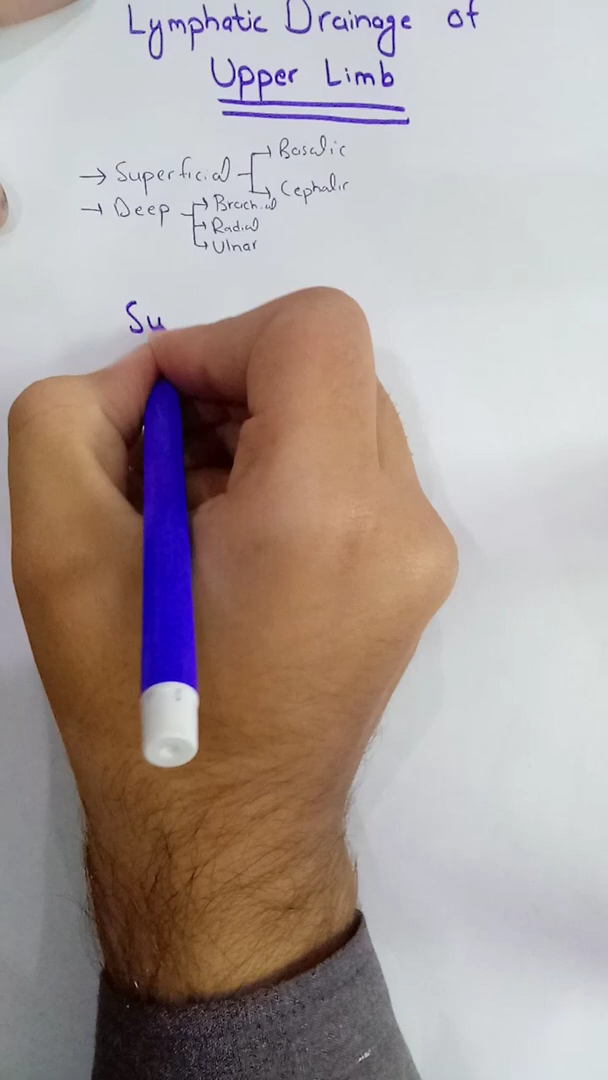 Lymphatic Drainage of
Upper Limb
→ Superficial
Basalic
Cephalic
→ Deep
Brachial
Radial
Ulnar
Su